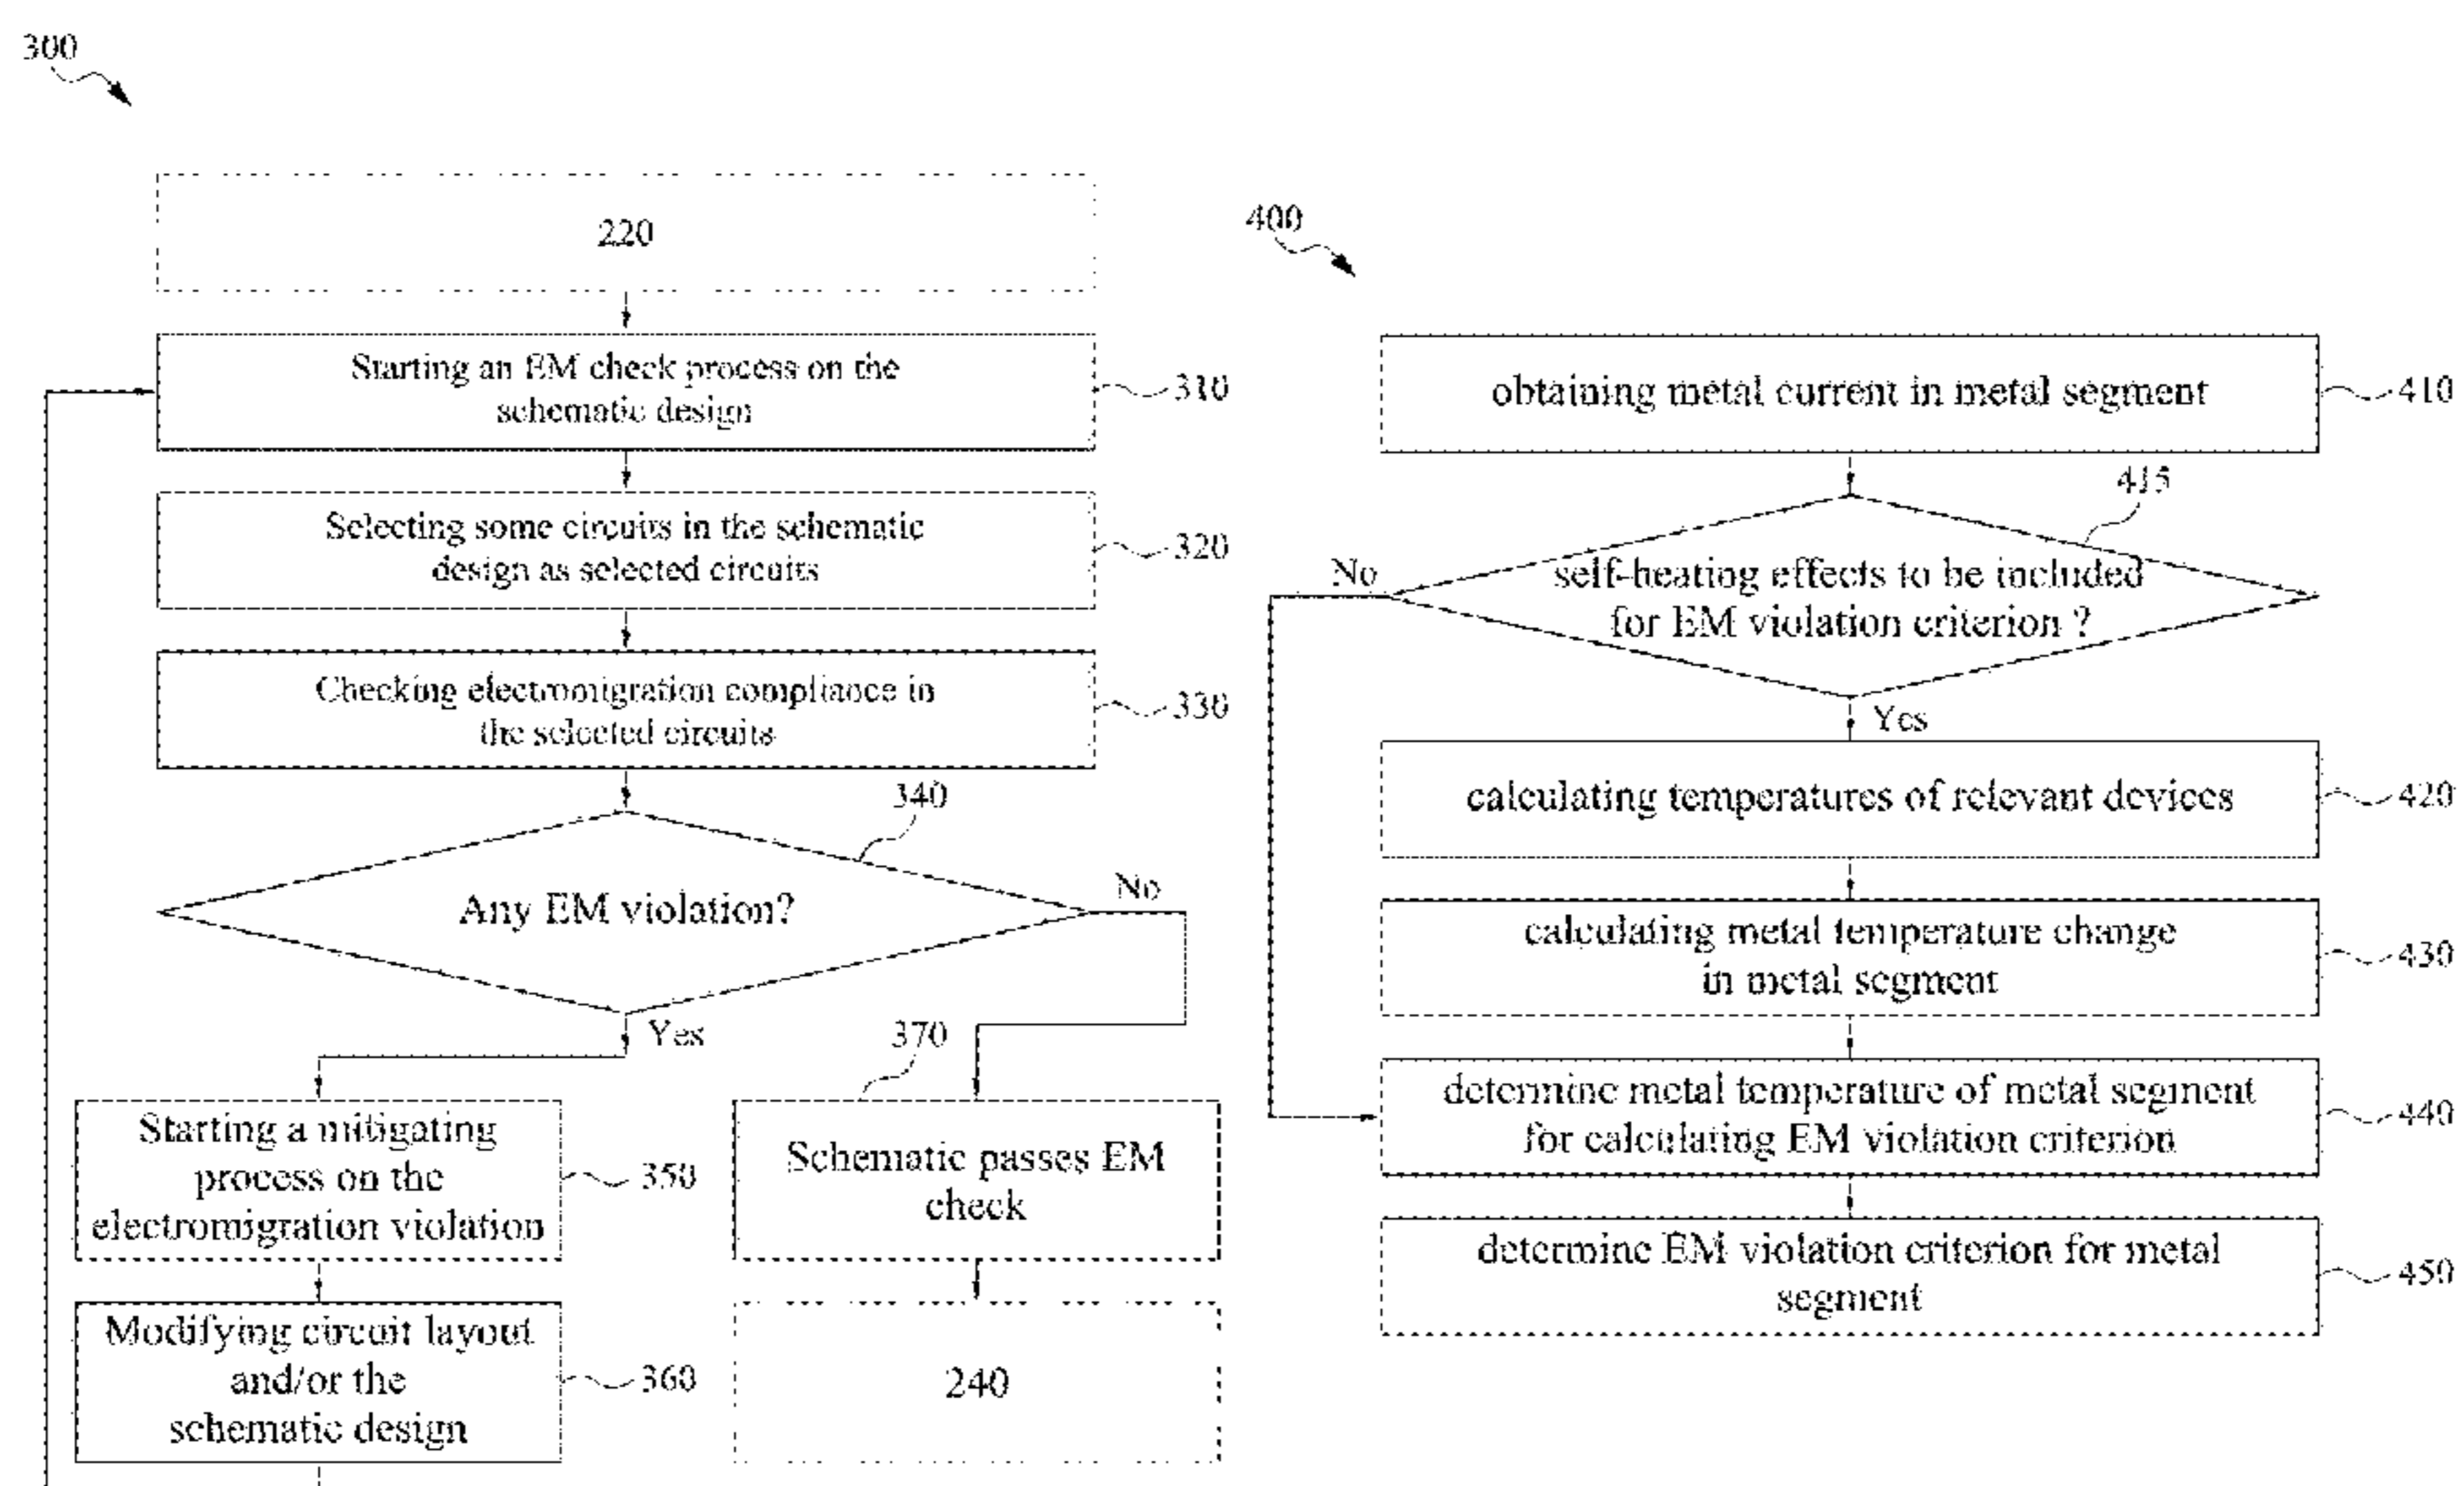 300
220
Starting an EM check process on the
schematic design
310
Selecting some circuits in the schematic
design as selected circuits
320
Checking electromigration compliance in
the selected circuits
330
340
Any EM violation?
No
Yes
370
Starting a mitigating
process on the
electromigration violation
350
Schematic passes EM
check
Modifying circuit layout
and/or the
schematic design
360
240
400
obtaining metal current in metal segment
410
415
self-heating effects to be included
for EM violation criterion ?
No
Yes
calculating temperatures of relevant devices
420
calculating metal temperature change
in metal segment
430
determine metal temperature of metal segment
for calculating EM violation criterion
440
determine EM violation criterion for metal
segment
450